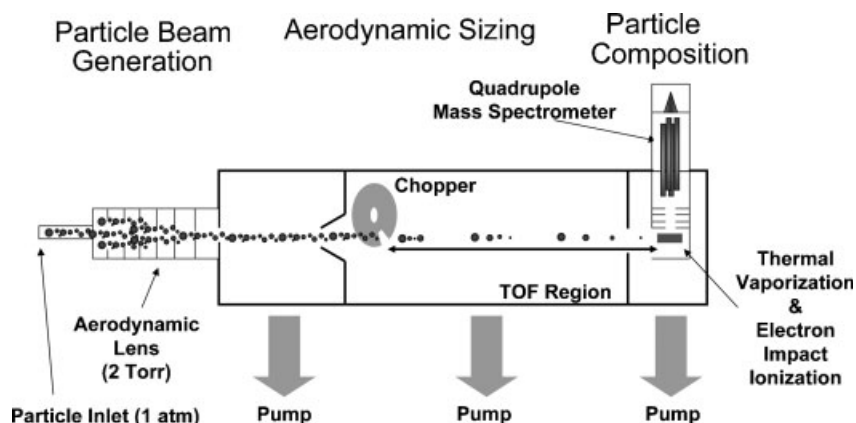 Particle Beam
Generation
Aerodynamic Sizing
Particle
Composition
Quadrupole
Mass Spectrometer
Chopper
TOF Region
Thermal
Vaporization
&
Electron
Impact
Ionization
Aerodynamic
Lens
(2 Torr)
Particle Inlet (1 atm)
Pump
Pump
Pump